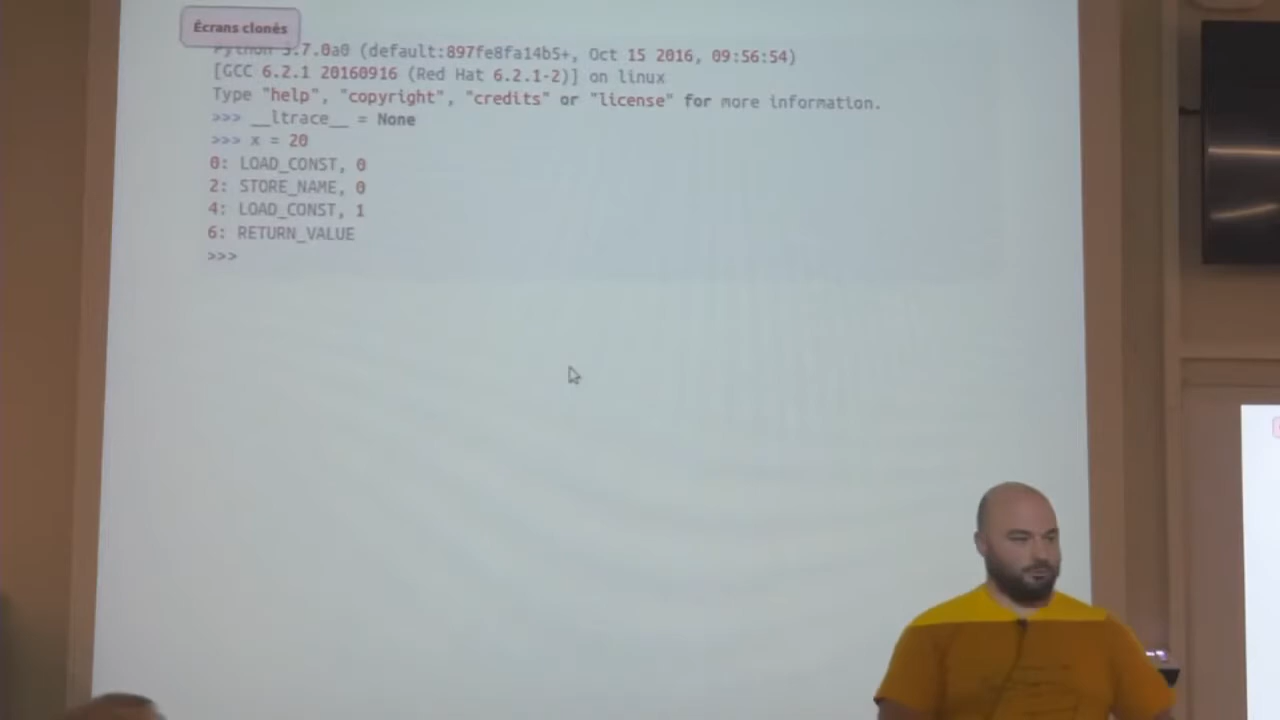 Écrans clonés
Python 3.7.0a0 (default:897fe8fa14b5+, Oct 15 2016, 09:56:54)
[GCC 6.2.1 20160916 (Red Hat 6.2.1-2)] on linux
Type "help", "copyright", "credits" or "license" for more information.
>>> __ltrace__ = None
>>> x = 20
0: LOAD_CONST, 0
2: STORE_NAME, 0
4: LOAD_CONST, 1
6: RETURN_VALUE
>>>